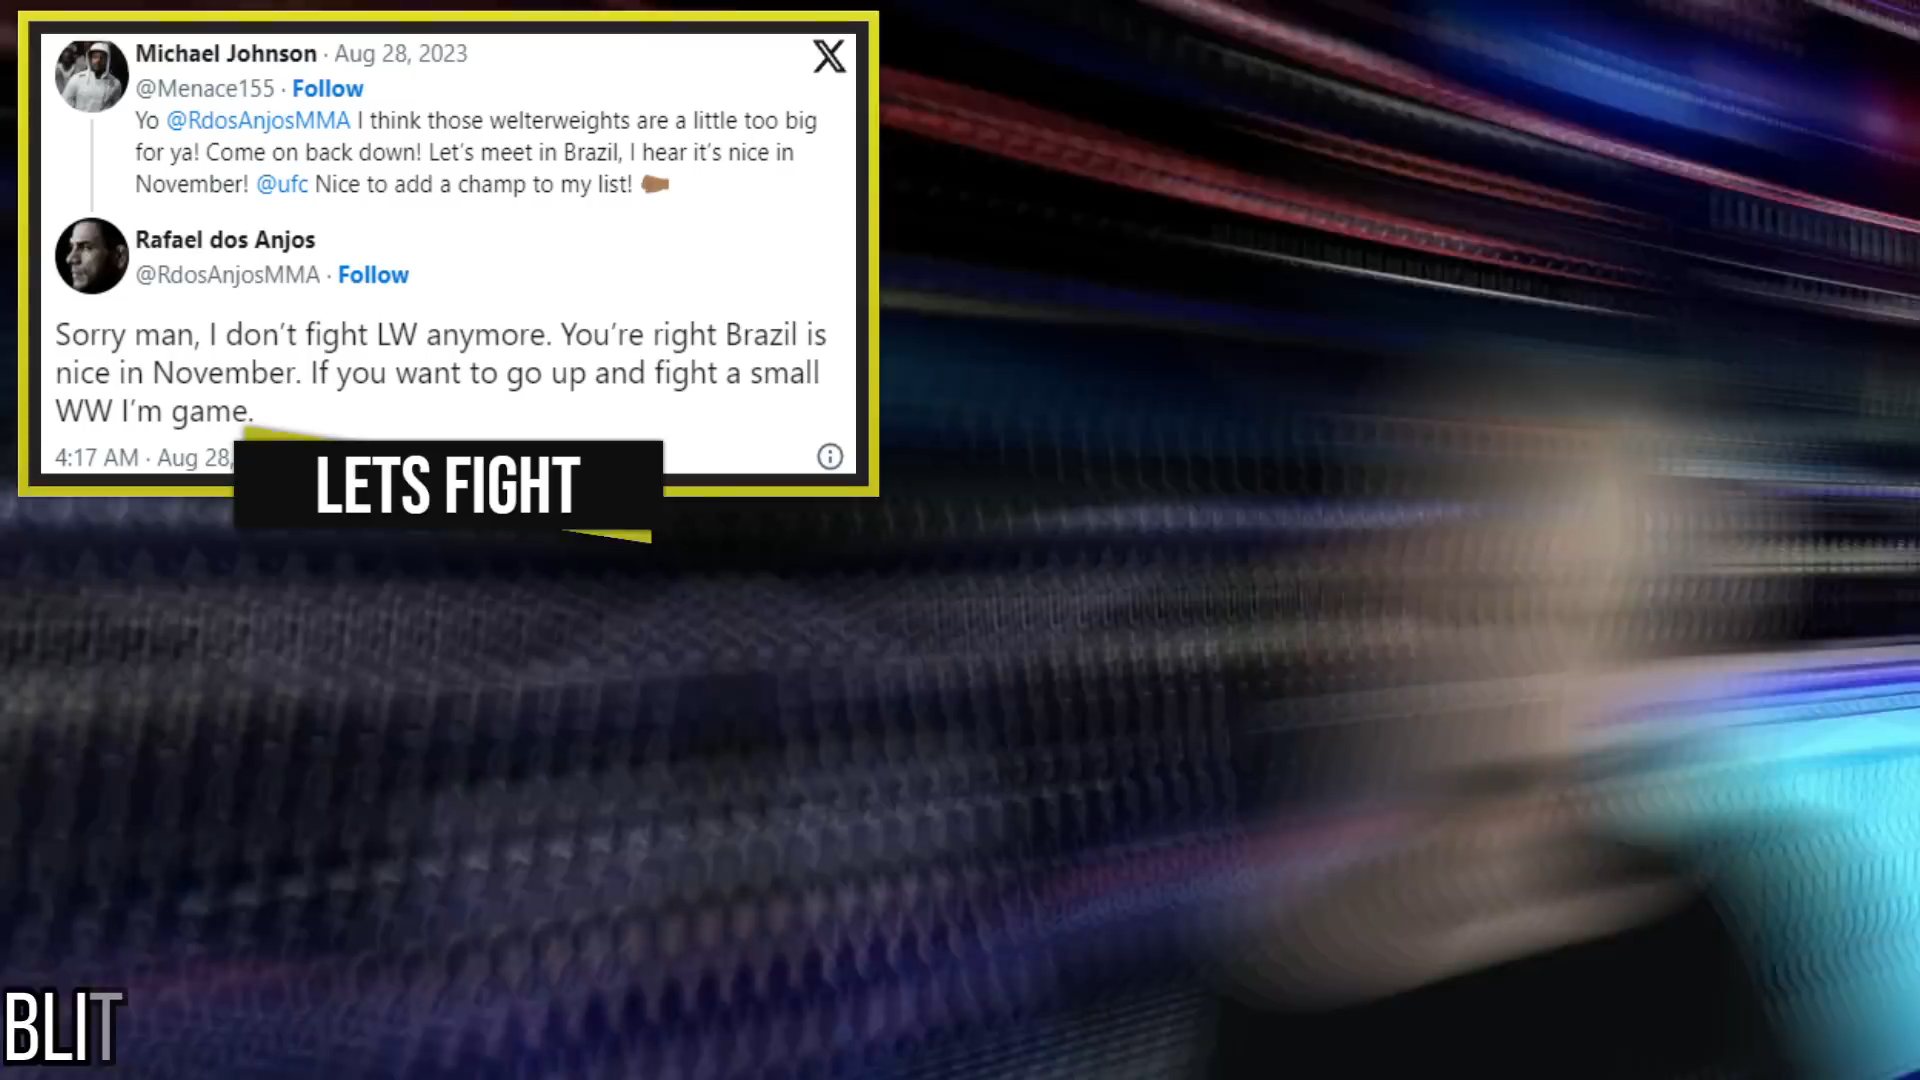 Michael Johnson · Aug 28, 2023
@Menace155 · Follow
Yo @RdosAnjosMMA I think those welterweights are a little too big
for ya! Come on back down! Let’s meet in Brazil, I hear it’s nice in
November! @ufc Nice to add a champ to my list!
Rafael dos Anjos
@RdosAnjosMMA · Follow
Sorry man, I don’t fight LW anymore. You’re right Brazil is
nice in November. If you want to go up and fight a small
WW I’m game.
4:17 AM · Aug 28,
LETS FIGHT
BLIT